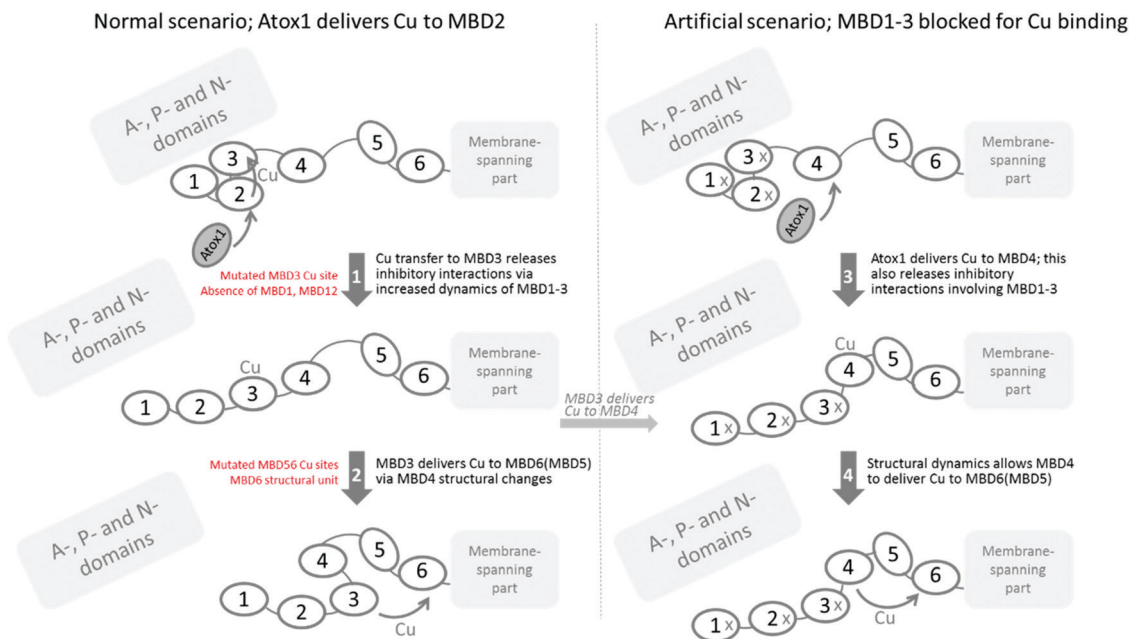 Normal scenario; Atox1 delivers Cu to MBD2
A-, P- and N-
domains
1
2
3
4
5
6
Cu
Atox1
Membrane-
spanning
part
Mutated MBD3 Cu site
Absence of MBD1, MBD12
1
Cu transfer to MBD3 releases
inhibitory interactions via
increased dynamics of MBD1-3
A-, P- and N-
domains
1
2
3
Cu
4
5
6
Membrane-
spanning
part
MBD3 delivers
Cu to MBD4
Mutated MBD56 Cu sites
MBD6 structural unit
2
MBD3 delivers Cu to MBD6(MBD5)
via MBD4 structural changes
A-, P- and N-
domains
1
2
3
4
5
6
Cu
Membrane-
spanning
part
Artificial scenario; MBD1-3 blocked for Cu binding
A-, P- and N-
domains
1x
2x
3x
4
5
6
Atox1
Membrane-
spanning
part
3
Atox1 delivers Cu to MBD4; this
also releases inhibitory
interactions involving MBD1-3
A-, P- and N-
domains
1x
2x
3x
Cu
4
5
6
Membrane-
spanning
part
4
Structural dynamics allows MBD4
to deliver Cu to MBD6(MBD5)
A-, P- and N-
domains
1x
2x
3x
4
5
6
Cu
Membrane-
spanning
part